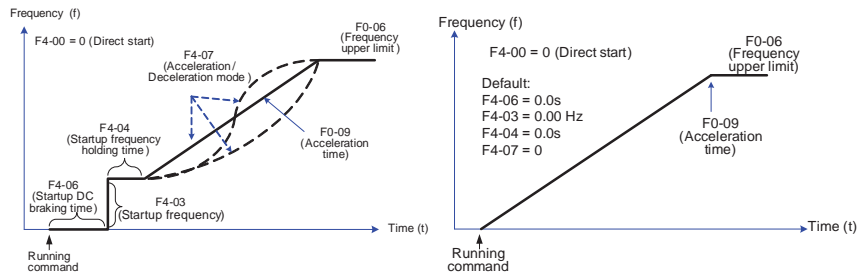 Frequency (f)
F4-00 = 0 (Direct start)
F4-07
(Acceleration/
Deceleration mode)
F0-06
(Frequency
upper limit)
F4-04
(Startup frequency
holding time)
F0-09
(Acceleration
time)
F4-06
(Startup DC
braking time)
F4-03
(Startup frequency)
Time (t)
Running
command
Frequency (f)
F4-00 = 0 (Direct start)
F0-06
(Frequency
upper limit)
Default:
F4-06 = 0.0s
F4-03 = 0.00 Hz
F4-04 = 0.0s
F4-07 = 0
F0-09
(Acceleration
time)
Time (t)
Running
command